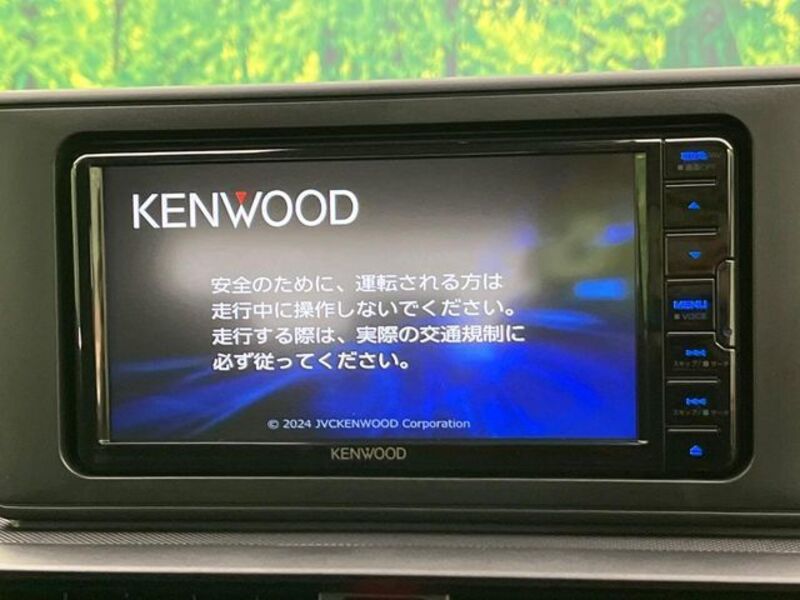 KENWOOD
安全のために、運転される方は
走行中に操作しないでください。
走行する際は、実際の交通規制に
必ず従ってください。
© 2024 JVCKENWOOD Corporation
KENWOOD
MENU
■ VOICE